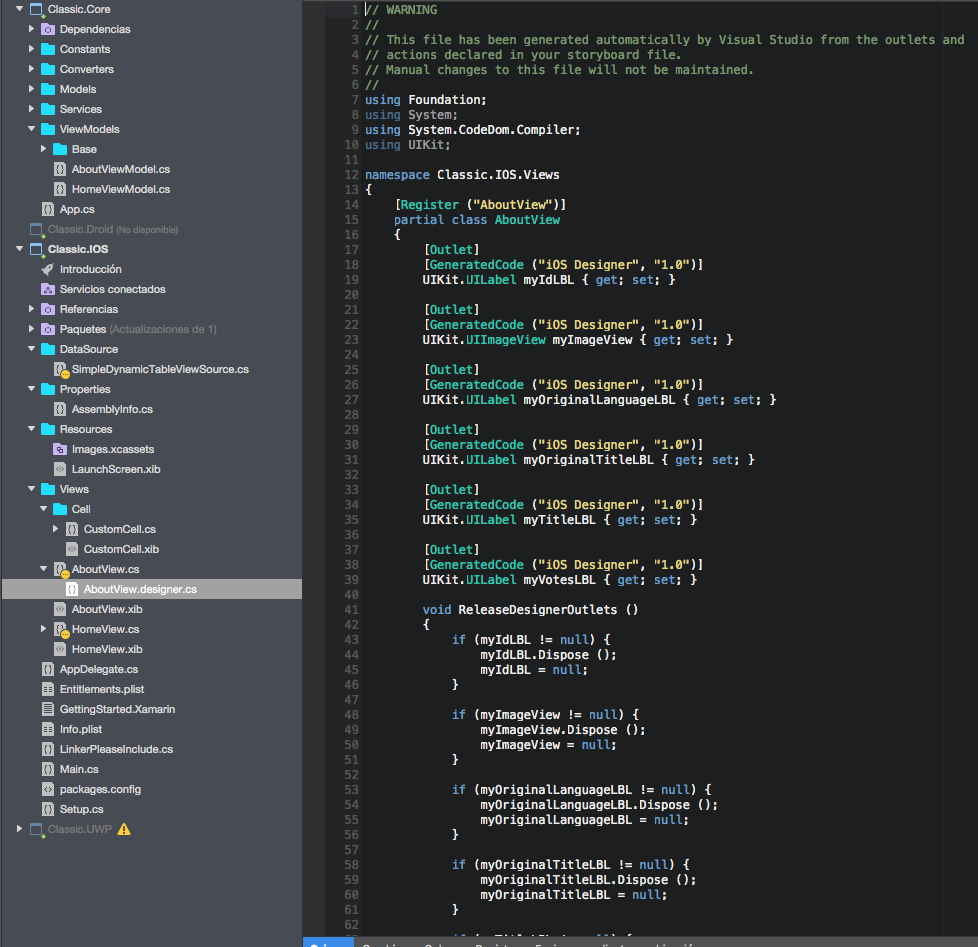 Classic.Core
Dependencias
Constants
Converters
Models
Services
ViewModels
Base
AboutViewModel.cs
HomeViewModel.cs
App.cs
Classic.Droid (No disponible)
Classic.IOS
Introducción
Servicios conectados
Referencias
Paquetes (Actualizaciones de 1)
DataSource
SimpleDynamicTableViewSource.cs
Properties
AssemblyInfo.cs
Resources
Images.xcassets
LaunchScreen.xib
Views
Cell
CustomCell.cs
CustomCell.xib
AboutView.cs
AboutView.designer.cs
AboutView.xib
HomeView.cs
HomeView.xib
AppDelegate.cs
Entitlements.plist
GettingStarted.Xamarin
Info.plist
LinkerPleaseInclude.cs
Main.cs
packages.config
Setup.cs
Classic.UWP
1 // WARNING
2 //
3 // This file has been generated automatically by Visual Studio from the outlets and
4 // actions declared in your storyboard file.
5 // Manual changes to this file will not be maintained.
6 //
7 using Foundation;
8 using System;
9 using System.CodeDom.Compiler;
10 using UIKit;
11
12 namespace Classic.IOS.Views
13 {
14 [Register ("AboutView")]
15 partial class AboutView
16 {
17 [Outlet]
18 [GeneratedCode ("iOS Designer", "1.0")]
19 UIKit.UILabel myIdLBL { get; set; }
20
21 [Outlet]
22 [GeneratedCode ("iOS Designer", "1.0")]
23 UIKit.UIImageView myImageView { get; set; }
24
25 [Outlet]
26 [GeneratedCode ("iOS Designer", "1.0")]
27 UIKit.UILabel myOriginalLanguageLBL { get; set; }
28
29 [Outlet]
30 [GeneratedCode ("iOS Designer", "1.0")]
31 UIKit.UILabel myOriginalTitleLBL { get; set; }
32
33 [Outlet]
34 [GeneratedCode ("iOS Designer", "1.0")]
35 UIKit.UILabel myTitleLBL { get; set; }
36
37 [Outlet]
38 [GeneratedCode ("iOS Designer", "1.0")]
39 UIKit.UILabel myVotesLBL { get; set; }
40
41 void ReleaseDesignerOutlets ()
42 {
43 if (myIdLBL != null) {
44 myIdLBL.Dispose ();
45 myIdLBL = null;
46 }
47
48 if (myImageView != null) {
49 myImageView.Dispose ();
50 myImageView = null;
51 }
52
53 if (myOriginalLanguageLBL != null) {
54 myOriginalLanguageLBL.Dispose ();
55 myOriginalLanguageLBL = null;
56 }
57
58 if (myOriginalTitleLBL != null) {
59 myOriginalTitleLBL.Dispose ();
60 myOriginalTitleLBL = null;
61 }
62